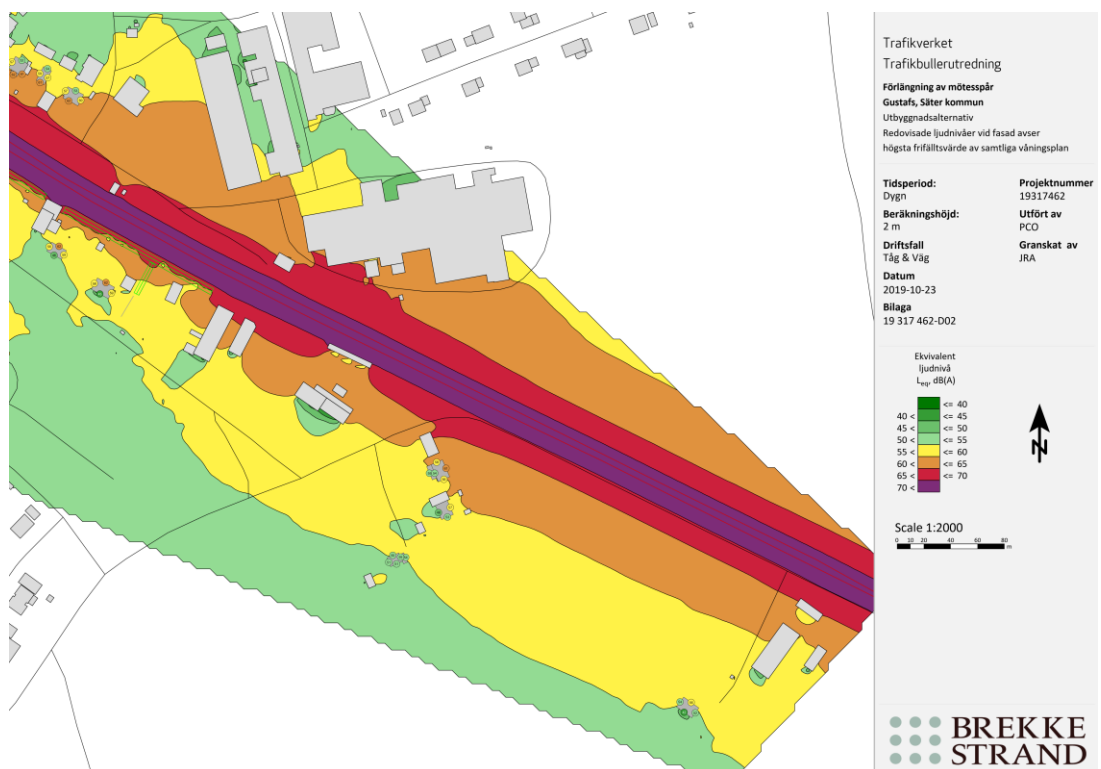 Trafikverket
Trafikbullerutredning
Förlängning av mötesspår
Gustafs, Säter kommun
Utbyggnadsalternativ
Redovisade ljudnivåer vid fasad avser
högsta frifältsvärde av samtliga våningsplan
Tidsperiod: Projektnummer
Dygn 19317462
Beräkningshöjd: Utfört av
2 m PCO
Driftsfall Granskat av
Tåg & Väg JRA
Datum
2019-10-23
Bilaga
19 317 462-D02
Ekvivalent
ljudnivå
Leq, dB(A)
<= 40
40 < <= 45
45 < <= 50
50 < <= 55
55 < <= 60
60 < <= 65
65 < <= 70
70 <
N
Scale 1:2000
0 10 20 40 60 80
m
BREKKE
STRAND